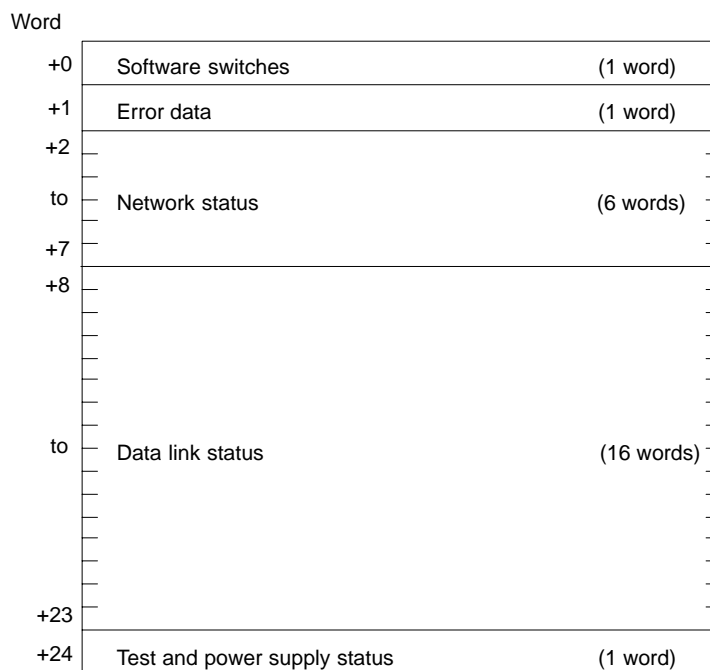 Word
+0 Software switches (1 word)
+1 Error data (1 word)
+2
to Network status (6 words)
+7
+8
to Data link status (16 words)
+23
+24 Test and power supply status (1 word)